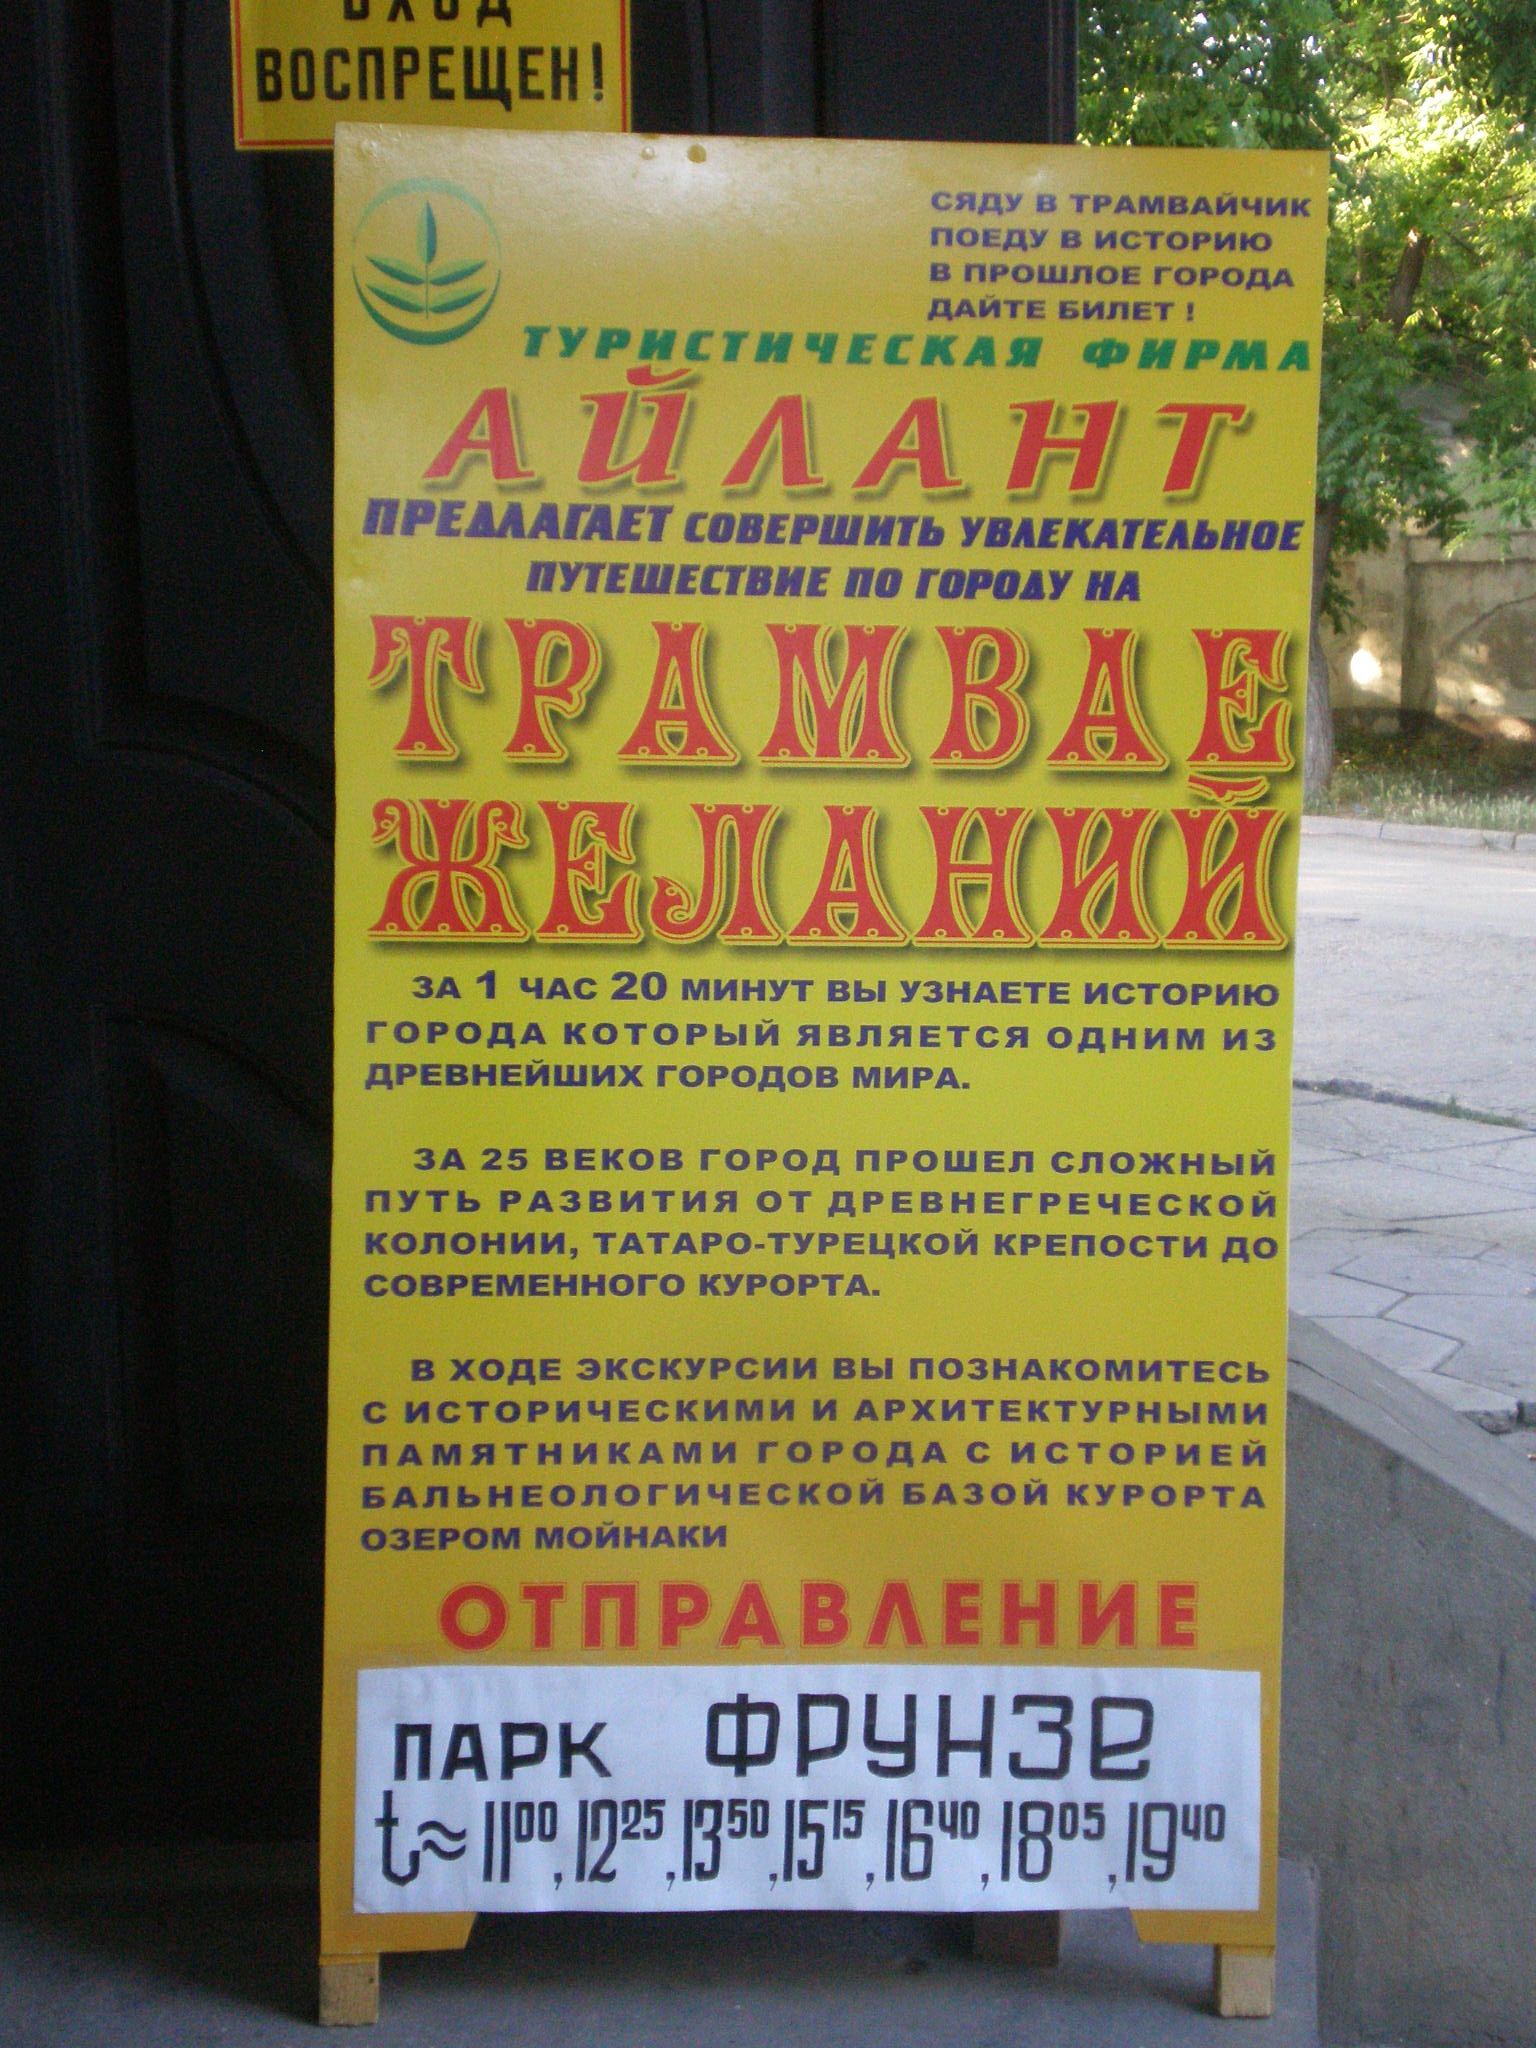 ВХОД
ВОСПРЕЩЕН!
СЯДУ В ТРАМВАЙЧИК
ПОЕДУ В ИСТОРИЮ
В ПРОШЛОЕ ГОРОДА
ДАЙТЕ БИЛЕТ !
ТУРИСТИЧЕСКАЯ ФИРМА
АЙЛАНТ
ПРЕДЛАГАЕТ СОВЕРШИТЬ УВЛЕКАТЕЛЬНОЕ
ПУТЕШЕСТВИЕ ПО ГОРОДУ НА
ТРАМВАЕ
ЖЕЛАНИЙ
ЗА 1 ЧАС 20 МИНУТ ВЫ УЗНАЕТЕ ИСТОРИЮ
ГОРОДА КОТОРЫЙ ЯВЛЯЕТСЯ ОДНИМ ИЗ
ДРЕВНЕЙШИХ ГОРОДОВ МИРА.
ЗА 25 ВЕКОВ ГОРОД ПРОШЕЛ СЛОЖНЫЙ
ПУТЬ РАЗВИТИЯ ОТ ДРЕВНЕГРЕЧЕСКОЙ
КОЛОНИИ, ТАТАРО-ТУРЕЦКОЙ КРЕПОСТИ ДО
СОВРЕМЕННОГО КУРОРТА.
В ХОДЕ ЭКСКУРСИИ ВЫ ПОЗНАКОМИТЕСЬ
С ИСТОРИЧЕСКИМИ И АРХИТЕКТУРНЫМИ
ПАМЯТНИКАМИ ГОРОДА С ИСТОРИЕЙ
БАЛЬНЕОЛОГИЧЕСКОЙ БАЗОЙ КУРОРТА
ОЗЕРОМ МОЙНАКИ
ОТПРАВЛЕНИЕ
ПАРК ФРУНЗЕ
t≈11⁰⁰, 12²⁵, 13⁵⁰, 15¹⁵, 16⁴⁰, 18⁰⁵, 19⁴⁰